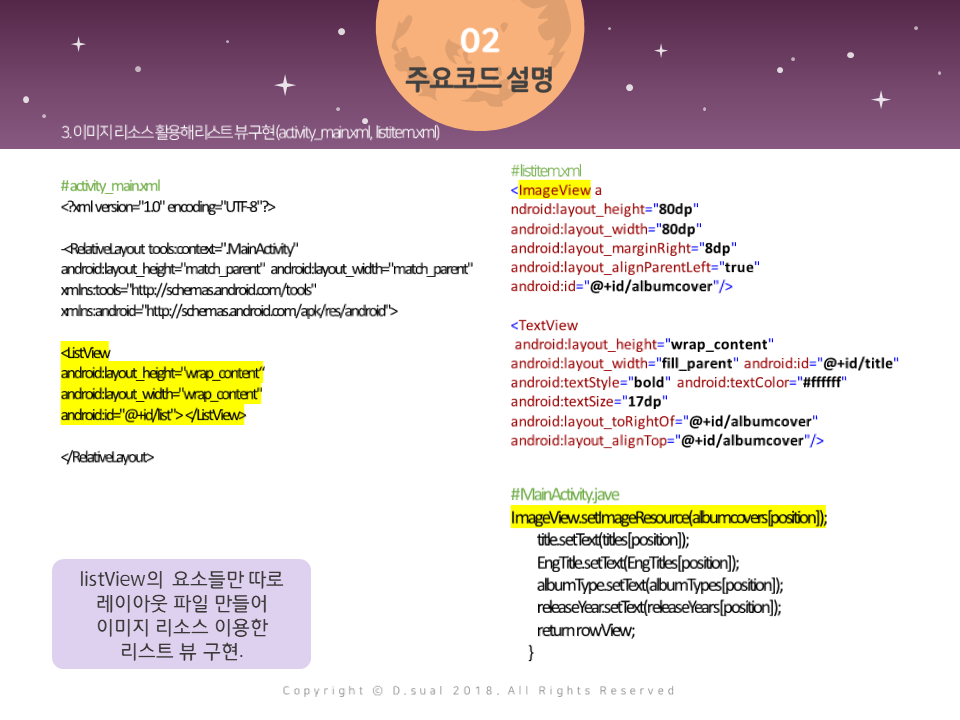 02
주요코드 설명
3. 이미지 리소스 활용해 리스트 뷰 구현 (activity_main.xml, listitem.xml)
# activity_main.xml
<?xml version="1.0" encoding="UTF-8"?>
-<RelativeLayout tools:context=".MainActivity"
android:layout_height="match_parent" android:layout_width="match_parent"
xmlns:tools="http://schemas.android.com/tools"
xmlns:android="http://schemas.android.com/apk/res/android">
<ListView
android:layout_height="wrap_content"
android:layout_width="wrap_content"
android:id="@+id/list"> </ListView>
</RelativeLayout>
listView의 요소들만 따로
레이아웃 파일 만들어
이미지 리소스 이용한
리스트 뷰 구현.
# listitem.xml
<ImageView a
ndroid:layout_height="80dp"
android:layout_width="80dp"
android:layout_marginRight="8dp"
android:layout_alignParentLeft="true"
android:id="@+id/albumcover"/>
<TextView
android:layout_height="wrap_content"
android:layout_width="fill_parent" android:id="@+id/title"
android:textStyle="bold" android:textColor="#ffffff"
android:textSize="17dp"
android:layout_toRightOf="@+id/albumcover"
android:layout_alignTop="@+id/albumcover"/>
# MainActivity.jave
ImageView.setImageResource(albumcovers[position]);
title.setText(titles[position]);
EngTitle.setText(EngTitles[position]);
albumType.setText(albumTypes[position]);
releaseYear.setText(releaseYears[position]);
return rowView;
}
Copyright © D.sual 2018. All Rights Reserved